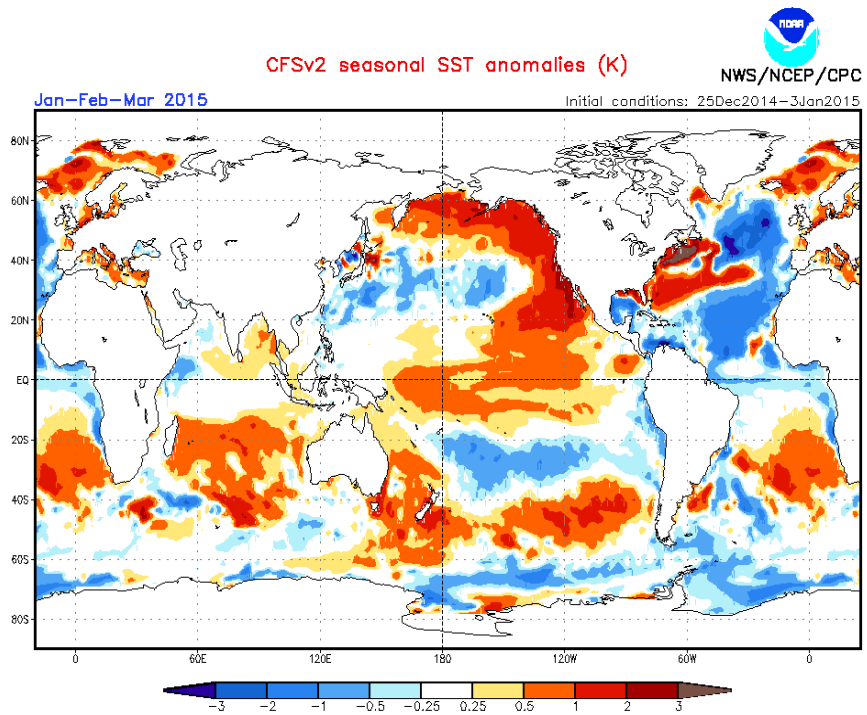 NOAA
CFSv2 seasonal SST anomalies (K)
NWS/NCEP/CPC
Jan-Feb-Mar 2015
Initial conditions: 25Dec2014-3Jan2015
80N
60N
40N
20N
EQ
20S
40S
60S
80S
0 60E 120E 180 120W 60W 0
-3 -2 -1 -0.5 -0.25 0.25 0.5 1 2 3